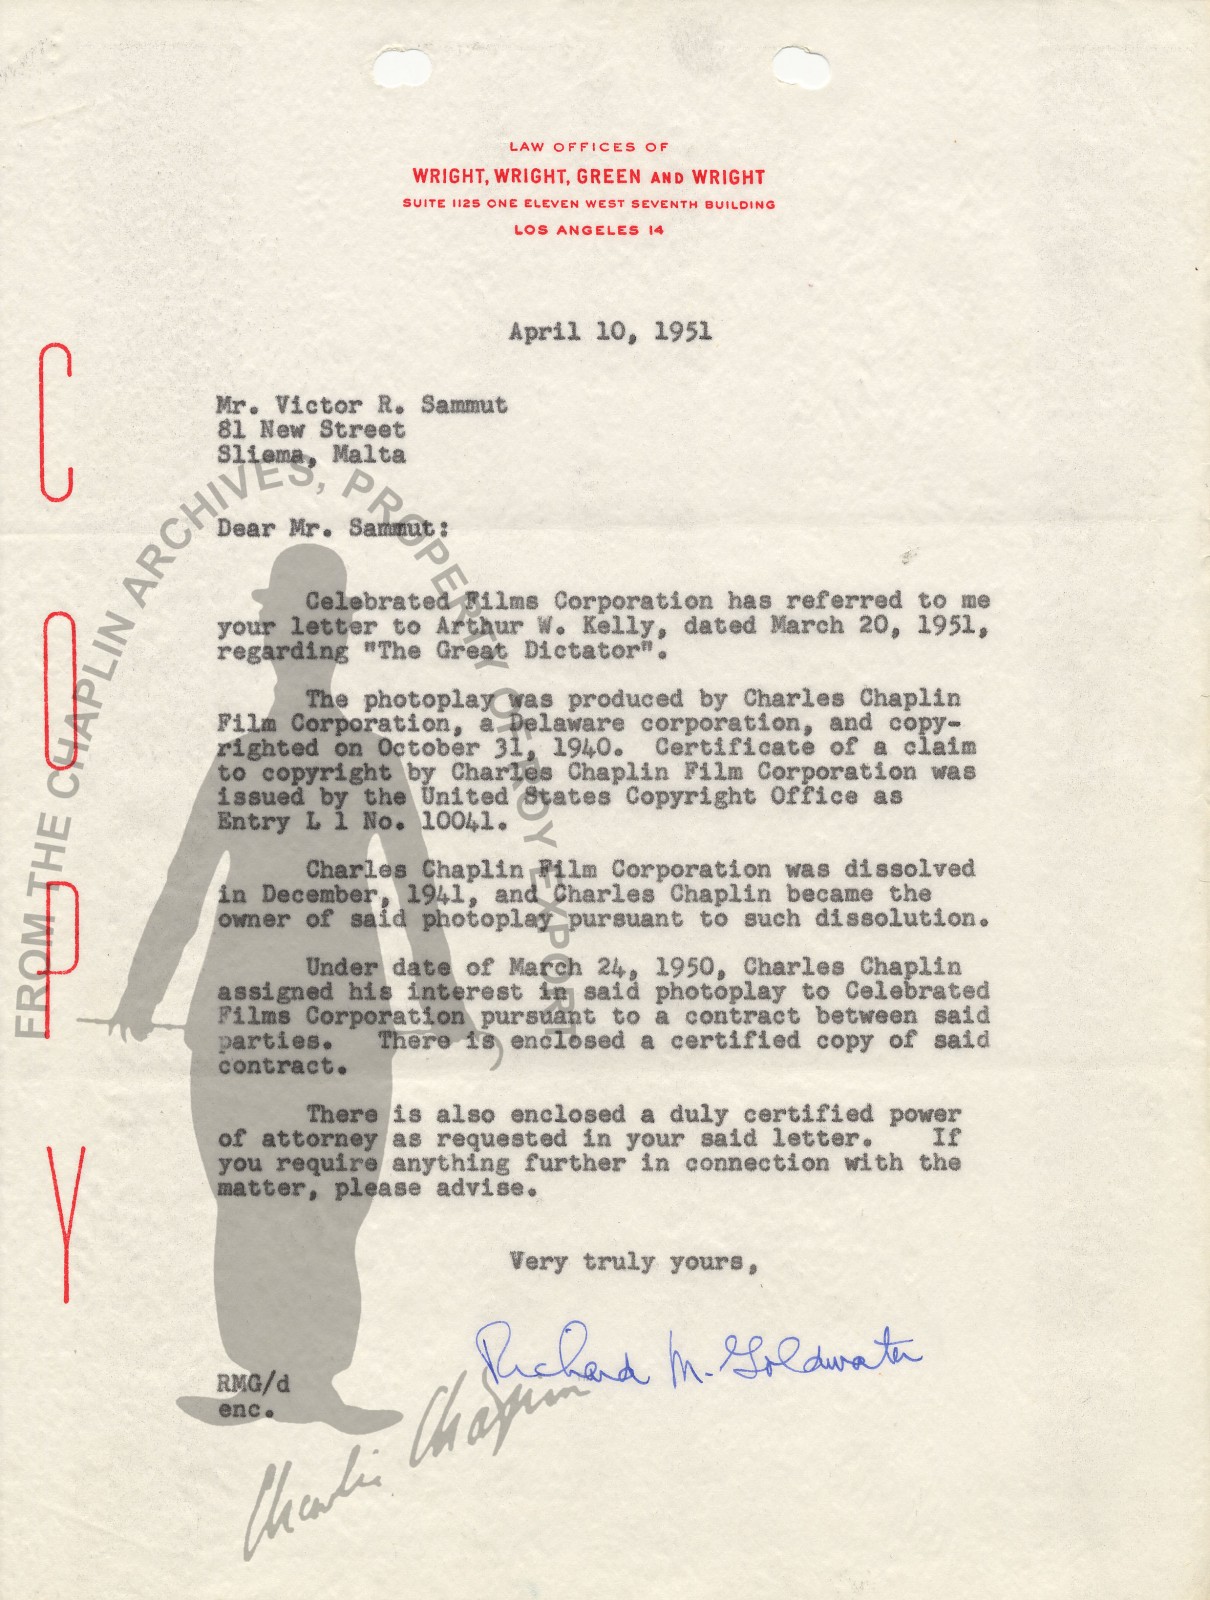 LAW OFFICES OF
WRIGHT, WRIGHT, GREEN AND WRIGHT
SUITE 1125 ONE ELEVEN WEST SEVENTH BUILDING
LOS ANGELES 14
April 10, 1951
Mr. Victor R. Sammut
81 New Street
Sliema, Malta
Dear Mr. Sammut:
Celebrated Films Corporation has referred to me
your letter to Arthur W. Kelly, dated March 20, 1951,
regarding "The Great Dictator".
The photoplay was produced by Charles Chaplin
Film Corporation, a Delaware corporation, and copy-
righted on October 31, 1940. Certificate of a claim
to copyright by Charles Chaplin Film Corporation was
issued by the United States Copyright Office as
Entry L 1 No. 10041.
Charles Chaplin Film Corporation was dissolved
in December, 1941, and Charles Chaplin became the
owner of said photoplay pursuant to such dissolution.
Under date of March 24, 1950, Charles Chaplin
assigned his interest in said photoplay to Celebrated
Films Corporation pursuant to a contract between said
parties. There is enclosed a certified copy of said
contract.
There is also enclosed a duly certified power
of attorney as requested in your said letter. If
you require anything further in connection with the
matter, please advise.
Very truly yours,
Richard M. Goldwater
RMG/d
enc.
COPY
FROM THE CHAPLIN ARCHIVES, PROPERTY OF ROY EXPORT
Charlie Chaplin